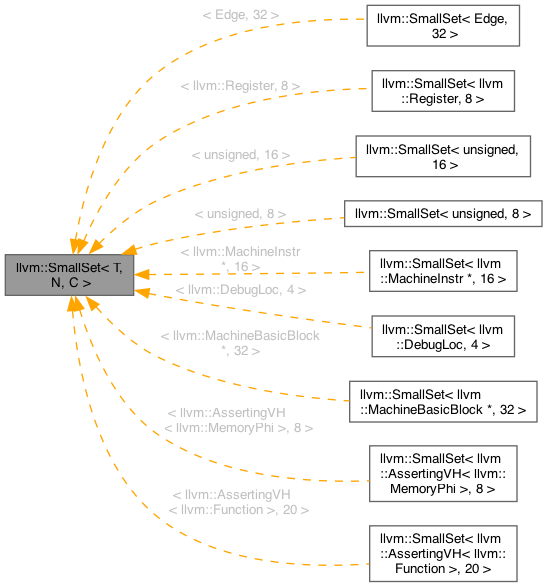 < Edge, 32 >
llvm::SmallSet< Edge,
32 >
< llvm::Register, 8 >
llvm::SmallSet< llvm
::Register, 8 >
< unsigned, 16 >
llvm::SmallSet< unsigned,
16 >
< unsigned, 8 >
llvm::SmallSet< unsigned, 8 >
llvm::SmallSet< T,
N, C >
< llvm::MachineInstr
*, 16 >
llvm::SmallSet< llvm
::MachineInstr *, 16 >
< llvm::DebugLoc, 4 >
llvm::SmallSet< llvm
::DebugLoc, 4 >
< llvm::MachineBasicBlock
*, 32 >
llvm::SmallSet< llvm
::MachineBasicBlock *, 32 >
< llvm::AssertingVH
< llvm::MemoryPhi >, 8 >
llvm::SmallSet< llvm
::AssertingVH< llvm::
MemoryPhi >, 8 >
< llvm::AssertingVH
< llvm::Function >, 20 >
llvm::SmallSet< llvm
::AssertingVH< llvm::
Function >, 20 >